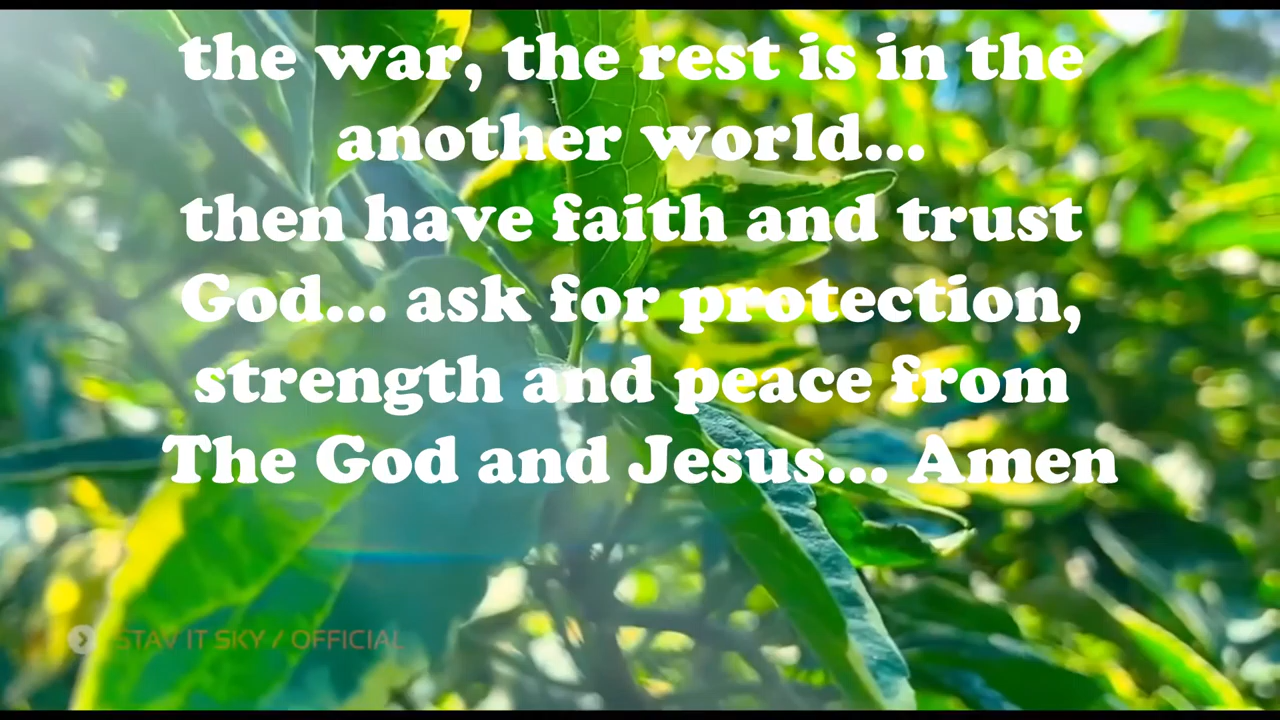 the war, the rest is in the
another world...
then have faith and trust
God... ask for protection,
strength and peace from
The God and Jesus... Amen
STAV IT SKY / OFFICIAL